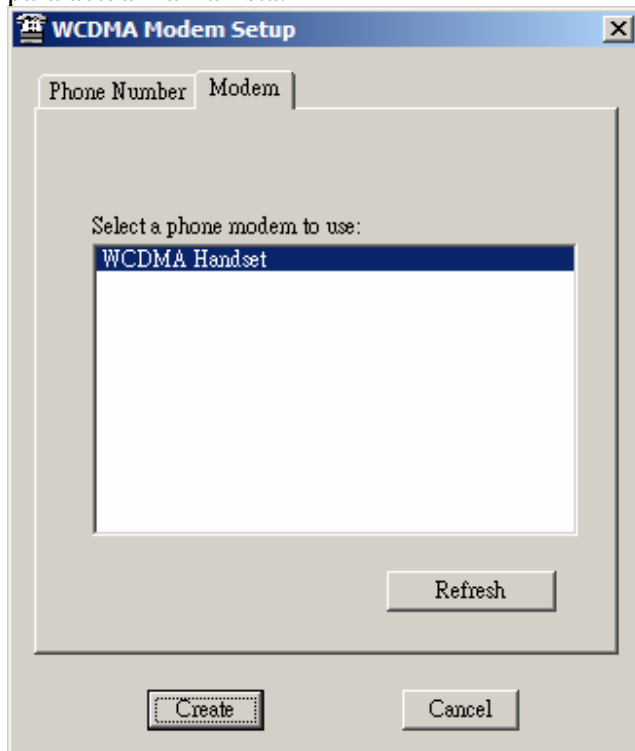 WCDMA Modem Setup
Phone Number Modem
Select a phone modem to use:
WCDMA Handset
Refresh
Create Cancel